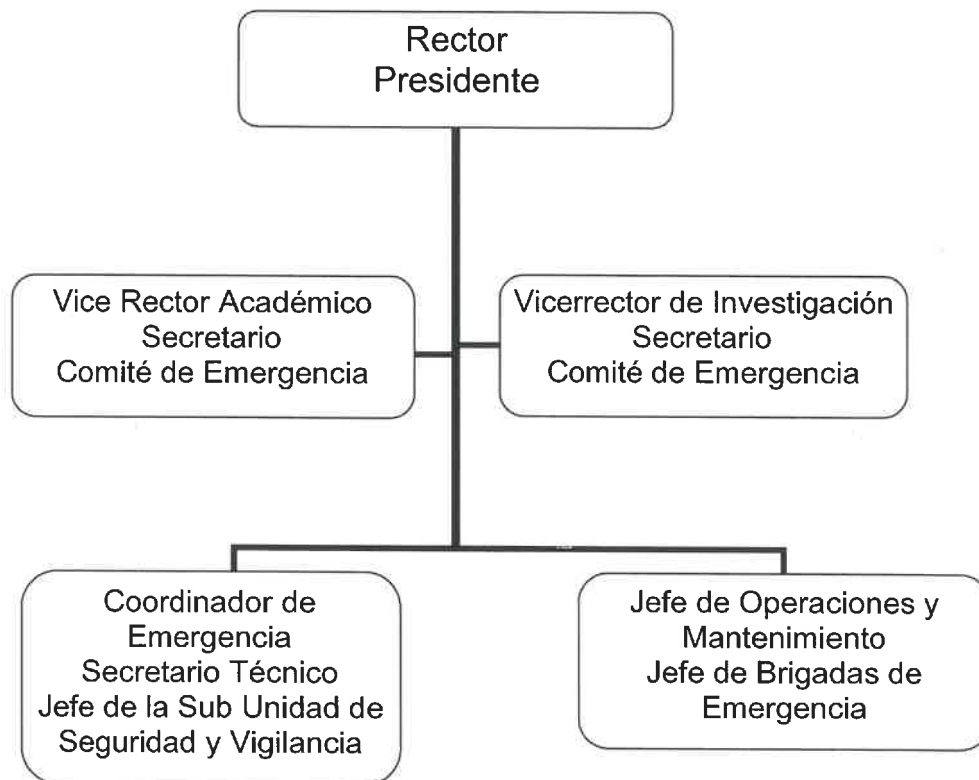 Rector
Presidente
Vice Rector Académico
Secretario
Comité de Emergencia
Vicerrector de Investigación
Secretario
Comité de Emergencia
Coordinador de
Emergencia
Secretario Técnico
Jefe de la Sub Unidad de
Seguridad y Vigilancia
Jefe de Operaciones y
Mantenimiento
Jefe de Brigadas de
Emergencia